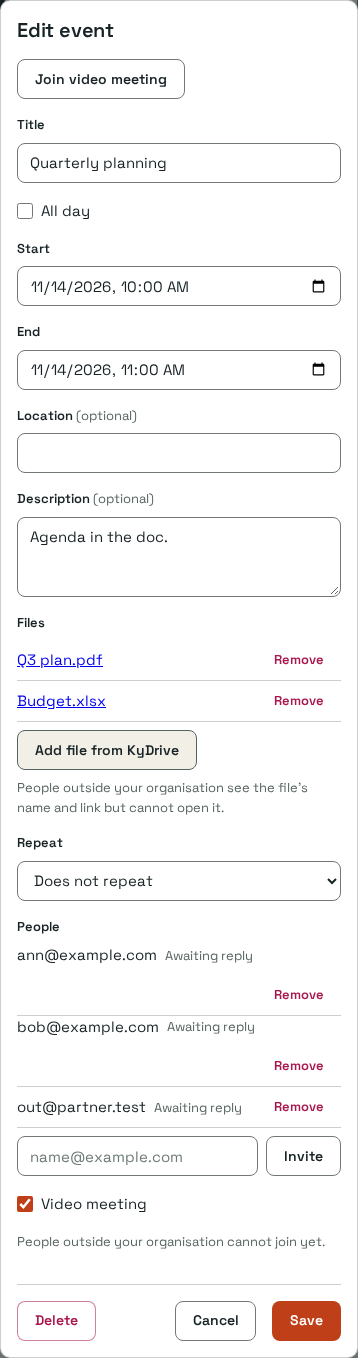 Edit event
Join video meeting
Title
Quarterly planning
All day
Start
11/14/2026, 10:00 AM
End
11/14/2026, 11:00 AM
Location (optional)
Description (optional)
Agenda in the doc.
Files
Q3 plan.pdf Remove
Budget.xlsx Remove
Add file from KyDrive
People outside your organisation see the file's
name and link but cannot open it.
Repeat
Does not repeat
People
ann@example.com Awaiting reply
Remove
bob@example.com Awaiting reply
Remove
out@partner.test Awaiting reply Remove
name@example.com Invite
Video meeting
People outside your organisation cannot join yet.
Delete Cancel Save